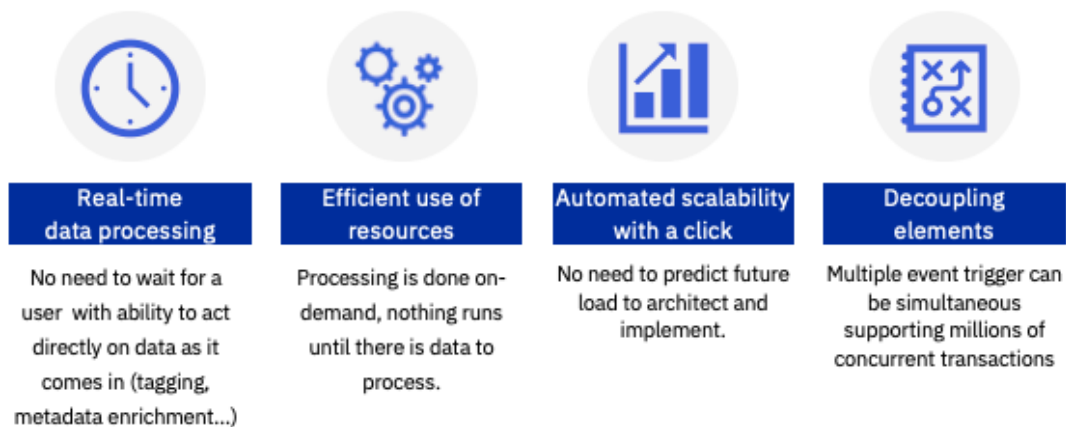 Real-time
data processing
No need to wait for a
user with ability to act
directly on data as it
comes in (tagging,
metadata enrichment...)
Efficient use of
resources
Processing is done on-
demand, nothing runs
until there is data to
process.
Automated scalability
with a click
No need to predict future
load to architect and
implement.
Decoupling
elements
Multiple event trigger can
be simultaneous
supporting millions of
concurrent transactions